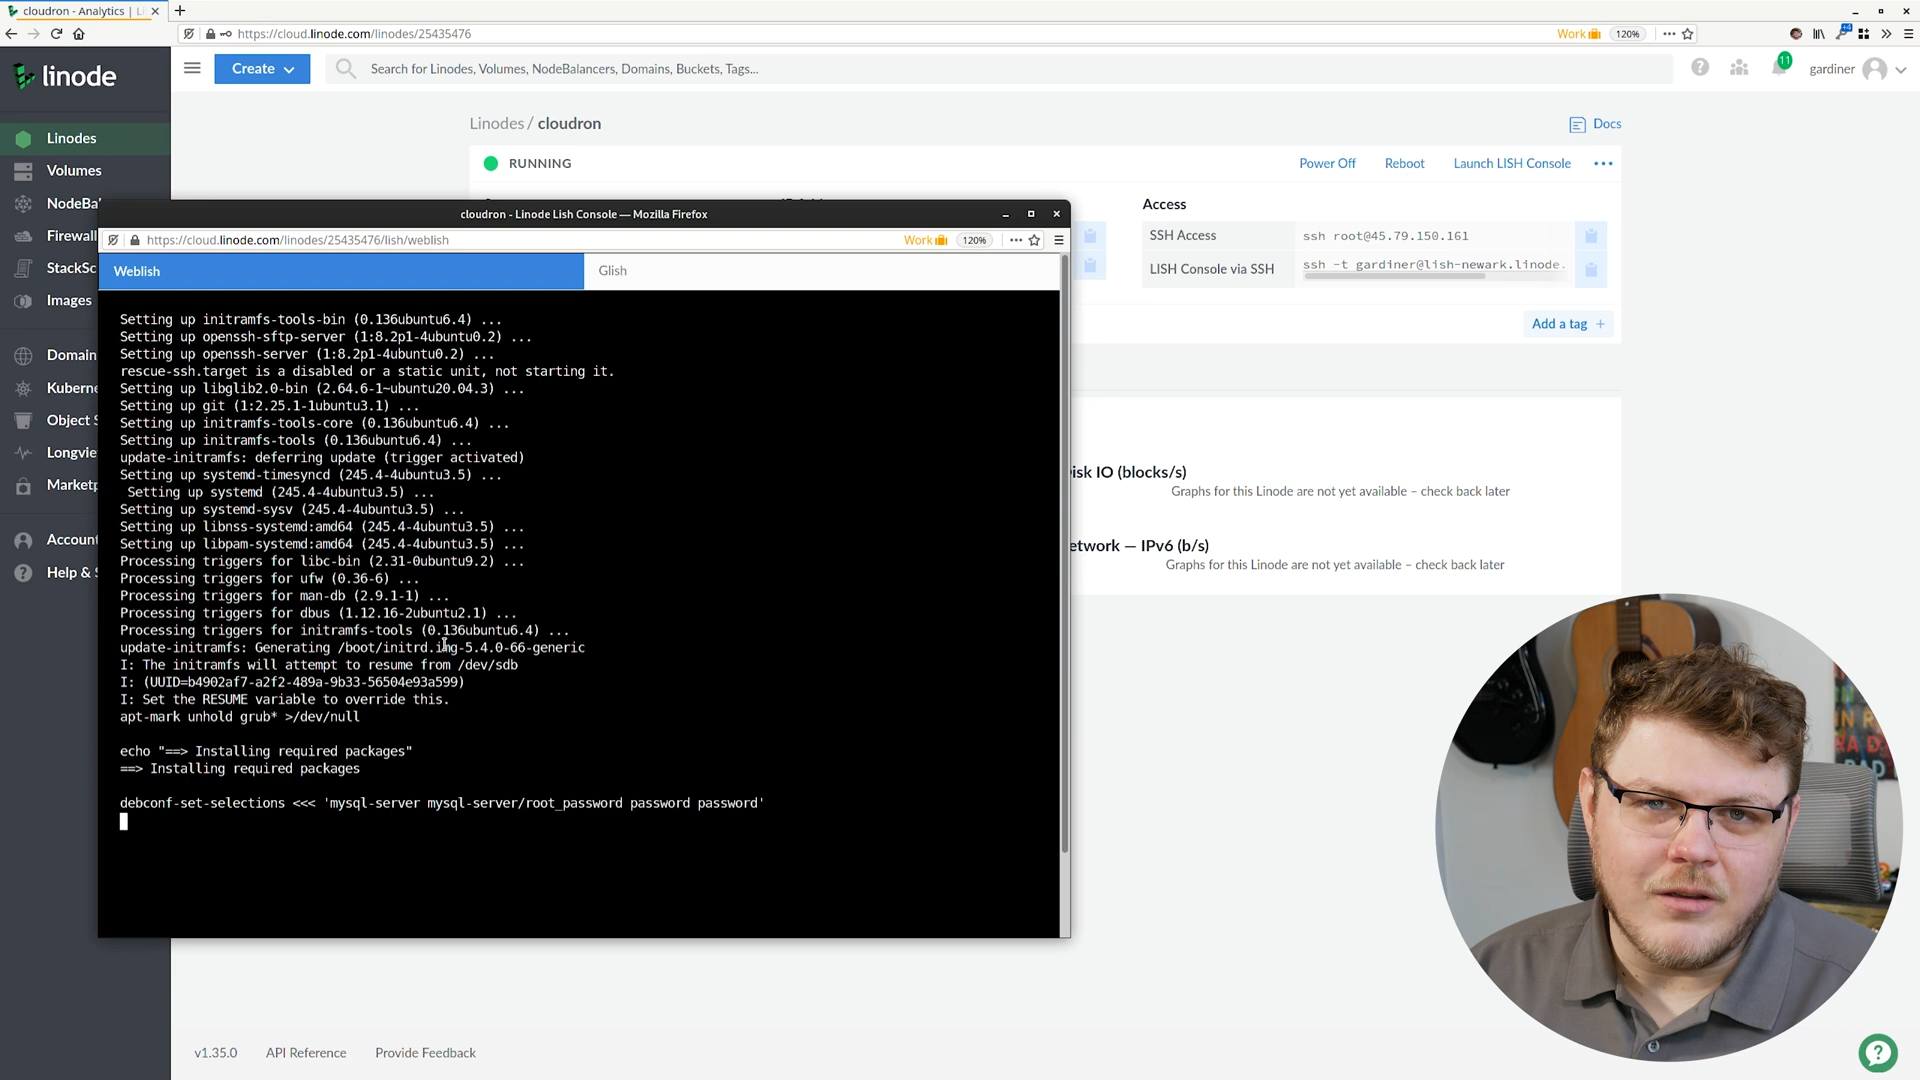 cloudron - Analytics | Li
https://cloud.linode.com/linodes/25435476
Work
120%
linode
Create
Search for Linodes, Volumes, NodeBalancers, Domains, Buckets, Tags...
11
gardiner
Linodes
Volumes
NodeBa
Firewall
StackSc
Images
Domain
Kuberne
Object S
Longvie
Marketp
Account
Help & S
Linodes / cloudron
Docs
RUNNING
Power Off
Reboot
Launch LISH Console
Access
SSH Access
ssh root@45.79.150.161
LISH Console via SSH
ssh -t gardiner@lish-newark.linode.
Add a tag +
cloudron - Linode Lish Console — Mozilla Firefox
https://cloud.linode.com/linodes/25435476/lish/weblish
Work
120%
Weblish
Glish
Setting up initramfs-tools-bin (0.136ubuntu6.4) ...
Setting up openssh-sftp-server (1:8.2p1-4ubuntu0.2) ...
Setting up openssh-server (1:8.2p1-4ubuntu0.2) ...
rescue-ssh.target is a disabled or a static unit, not starting it.
Setting up libglib2.0-bin (2.64.6-1~ubuntu20.04.3) ...
Setting up git (1:2.25.1-1ubuntu3.1) ...
Setting up initramfs-tools-core (0.136ubuntu6.4) ...
Setting up initramfs-tools (0.136ubuntu6.4) ...
update-initramfs: deferring update (trigger activated)
Setting up systemd-timesyncd (245.4-4ubuntu3.5) ...
Setting up systemd (245.4-4ubuntu3.5) ...
Setting up systemd-sysv (245.4-4ubuntu3.5) ...
Setting up libnss-systemd:amd64 (245.4-4ubuntu3.5) ...
Setting up libpam-systemd:amd64 (245.4-4ubuntu3.5) ...
Processing triggers for libc-bin (2.31-0ubuntu9.2) ...
Processing triggers for ufw (0.36-6) ...
Processing triggers for man-db (2.9.1-1) ...
Processing triggers for dbus (1.12.16-2ubuntu2.1) ...
Processing triggers for initramfs-tools (0.136ubuntu6.4) ...
update-initramfs: Generating /boot/initrd.img-5.4.0-66-generic
I: The initramfs will attempt to resume from /dev/sdb
I: (UUID=b4902af7-a2f2-489a-9b33-56504e93a599)
I: Set the RESUME variable to override this.
apt-mark unhold grub* >/dev/null
echo "==> Installing required packages"
==> Installing required packages
debconf-set-selections <<< 'mysql-server mysql-server/root_password password password'
isk IO (blocks/s)
Graphs for this Linode are not yet available – check back later
etwork — IPv6 (b/s)
Graphs for this Linode are not yet available – check back later
v1.35.0
API Reference
Provide Feedback